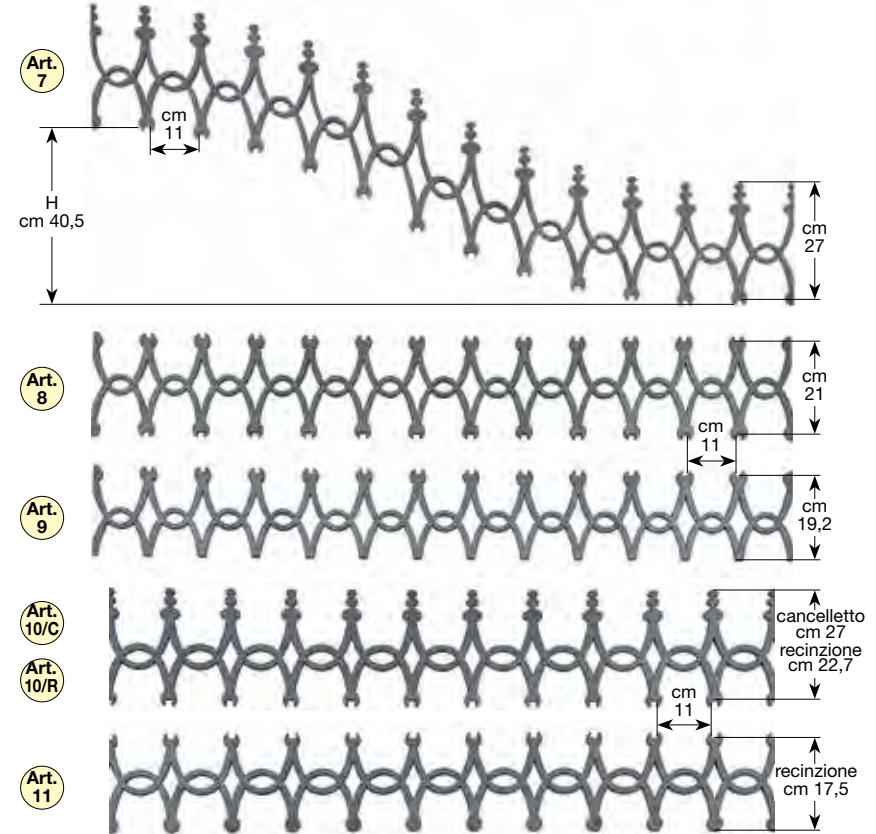 Art.
7
cm
11
H
cm 40,5
cm
27
Art.
8
cm
21
cm
11
Art.
9
cm
19,2
Art.
10/C
cancelletto
cm 27
recinzione
cm 22,7
Art.
10/R
cm
11
Art.
11
recinzione
cm 17,5